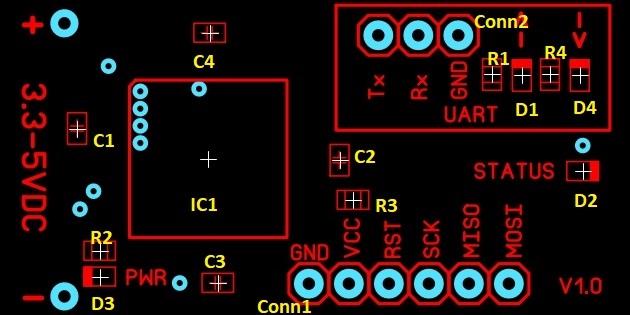 +
3.3-5VDC
-
C4
C1
IC1
R2
D3
PWR
C3
Conn2
Tx
Rx
GND
UART
R1
D1
R4
D4
C2
STATUS
D2
R3
GND
VCC
RST
SCK
MISO
MOSI
Conn1
V1.0